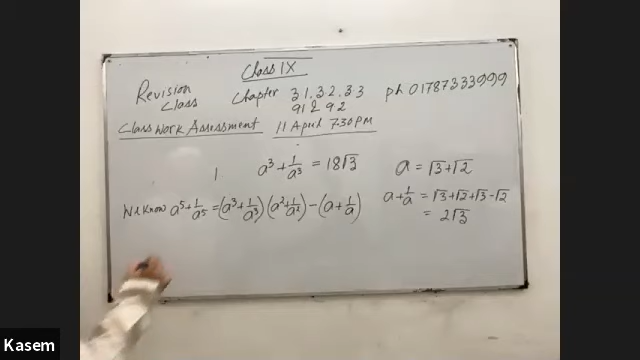 Class IX
Revision Class Chapter 3.1, 3.2, 3.3 9.1 & 9.2 ph 01787333999
Class Work Assessment 11 April 7.30 PM
1 a³ + 1/a³ = 18√3 a = √3 + √2
We know a⁵ + 1/a⁵ = (a³ + 1/a³)(a² + 1/a²) - (a + 1/a) a + 1/a = √3 + √2 + √3 - √2
= 2√3
Kasem